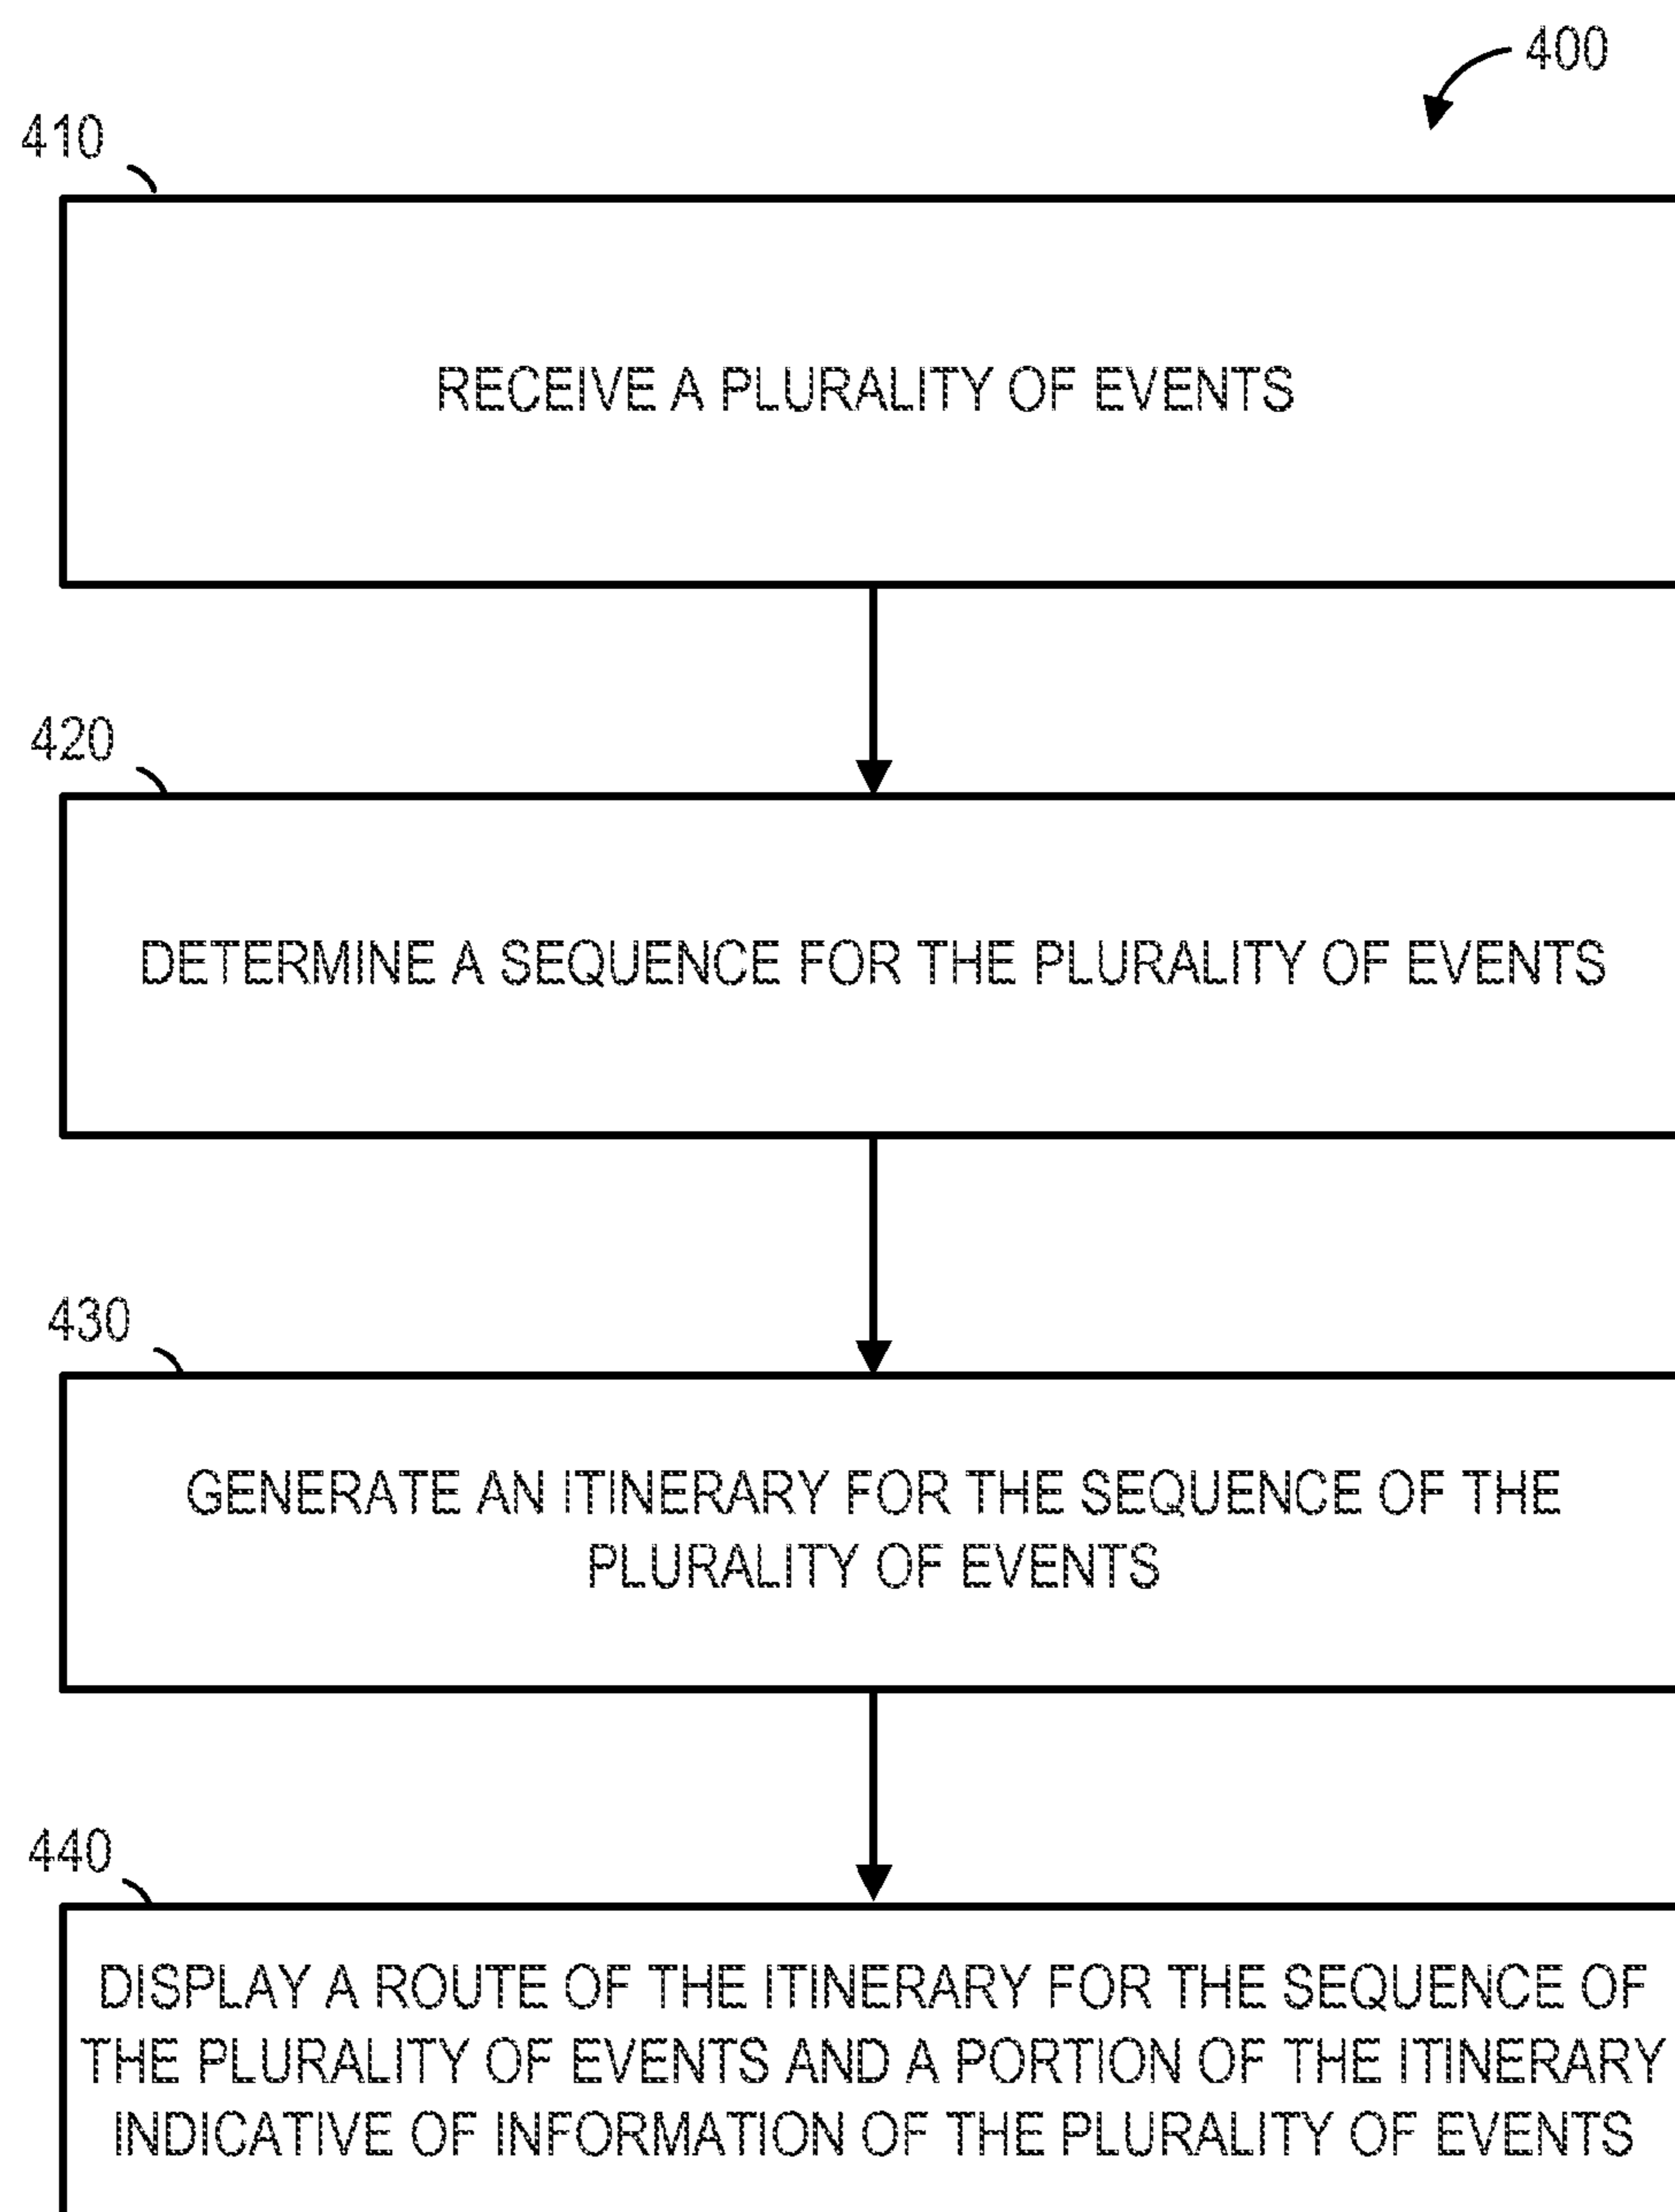 400
410
RECEIVE A PLURALITY OF EVENTS
420
DETERMINE A SEQUENCE FOR THE PLURALITY OF EVENTS
430
GENERATE AN ITINERARY FOR THE SEQUENCE OF THE
PLURALITY OF EVENTS
440
DISPLAY A ROUTE OF THE ITINERARY FOR THE SEQUENCE OF
THE PLURALITY OF EVENTS AND A PORTION OF THE ITINERARY
INDICATIVE OF INFORMATION OF THE PLURALITY OF EVENTS